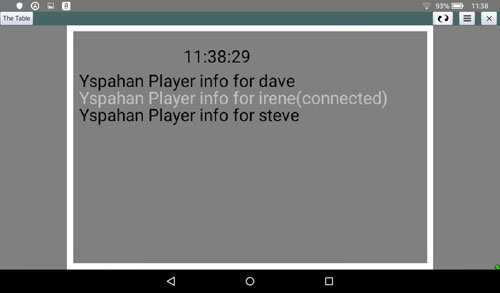 93% 11:38
The Table
11:38:29
Yspahan Player info for dave
Yspahan Player info for irene(connected)
Yspahan Player info for steve